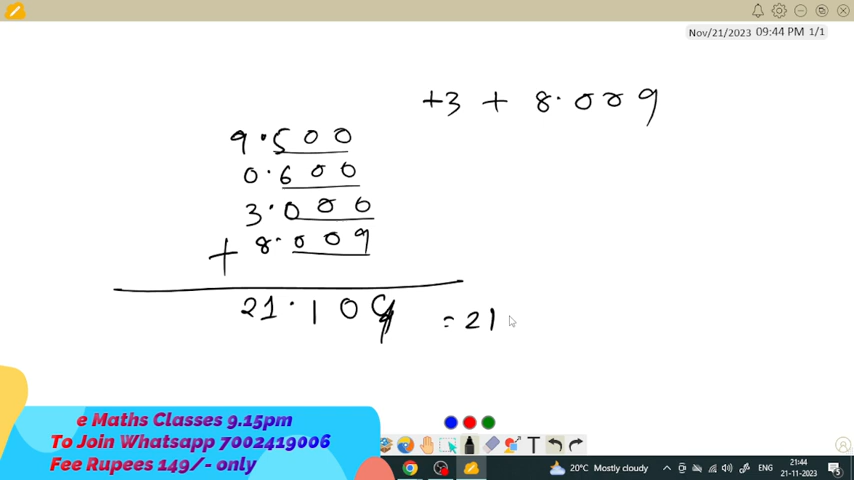 Nov/21/2023 09:44 PM 1/1
+3 + 8.009
9.500
0.600
3.000
+ 8.009
21.109
= 21
e Maths Classes 9.15pm
To Join Whatsapp 7002419006
Fee Rupees 149/- only
T
20°C Mostly cloudy
ENG
21:44
21-11-2023
5